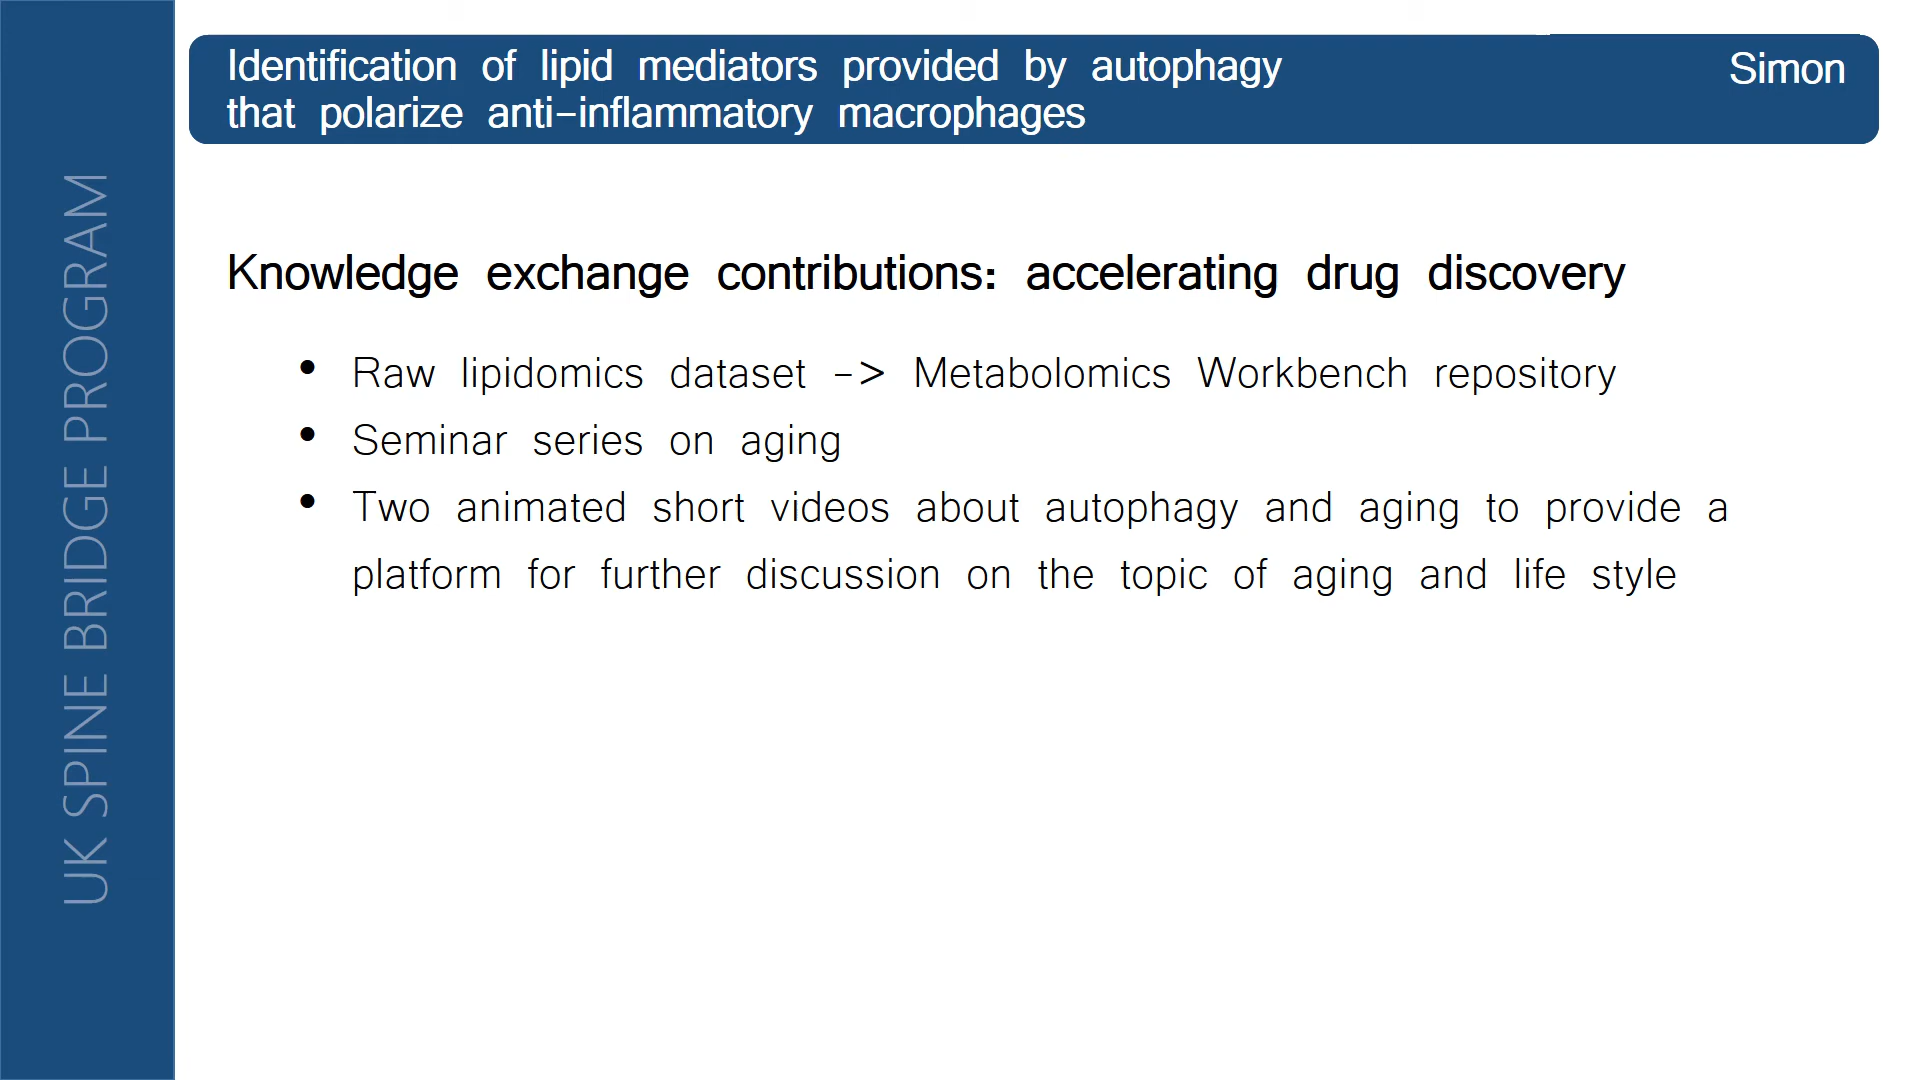 Identification of lipid mediators provided by autophagy
that polarize anti-inflammatory macrophages
Simon
UK SPINE BRIDGE PROGRAM
Knowledge exchange contributions: accelerating drug discovery
• Raw lipidomics dataset -> Metabolomics Workbench repository
• Seminar series on aging
• Two animated short videos about autophagy and aging to provide a
platform for further discussion on the topic of aging and life style